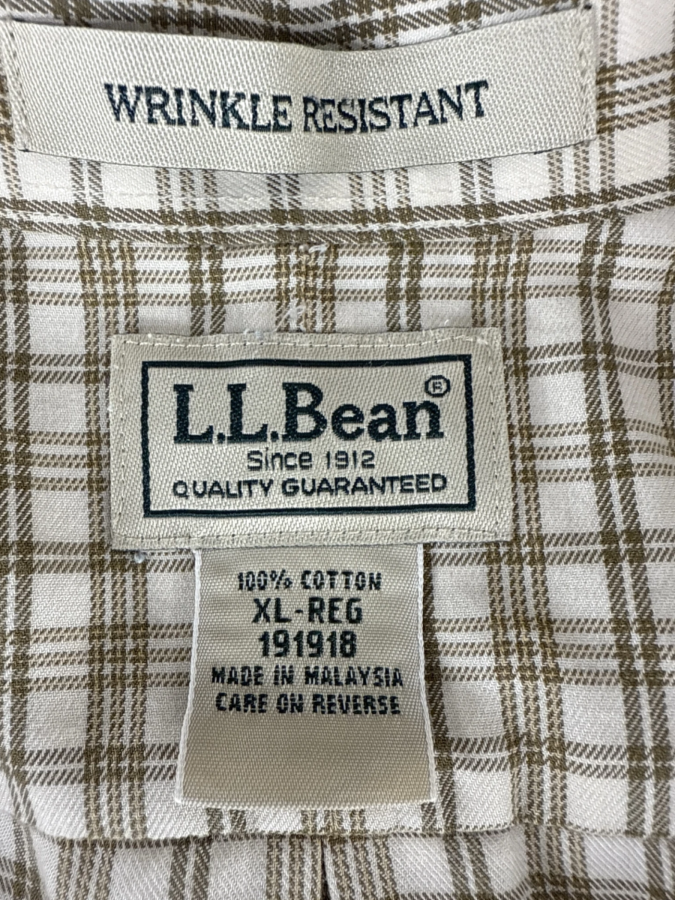 WRINKLE RESISTANT
L.L.Bean®
Since 1912
QUALITY GUARANTEED
100% COTTON
XL-REG
191918
MADE IN MALAYSIA
CARE ON REVERSE